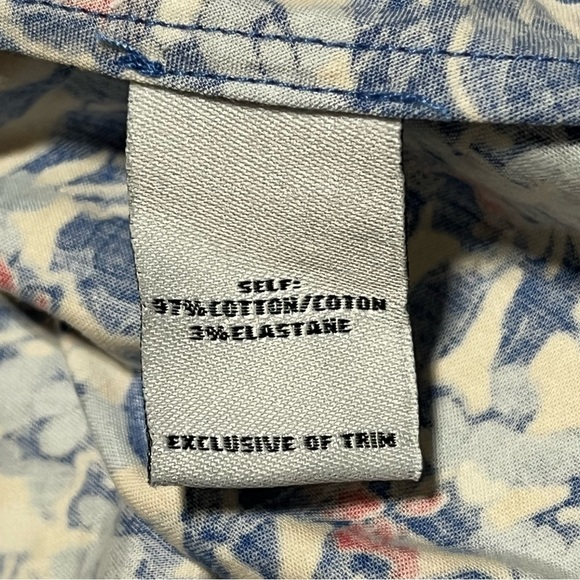 SELF:
97%COTTON/COTON
3%ELASTANE
EXCLUSIVE OF TRIM